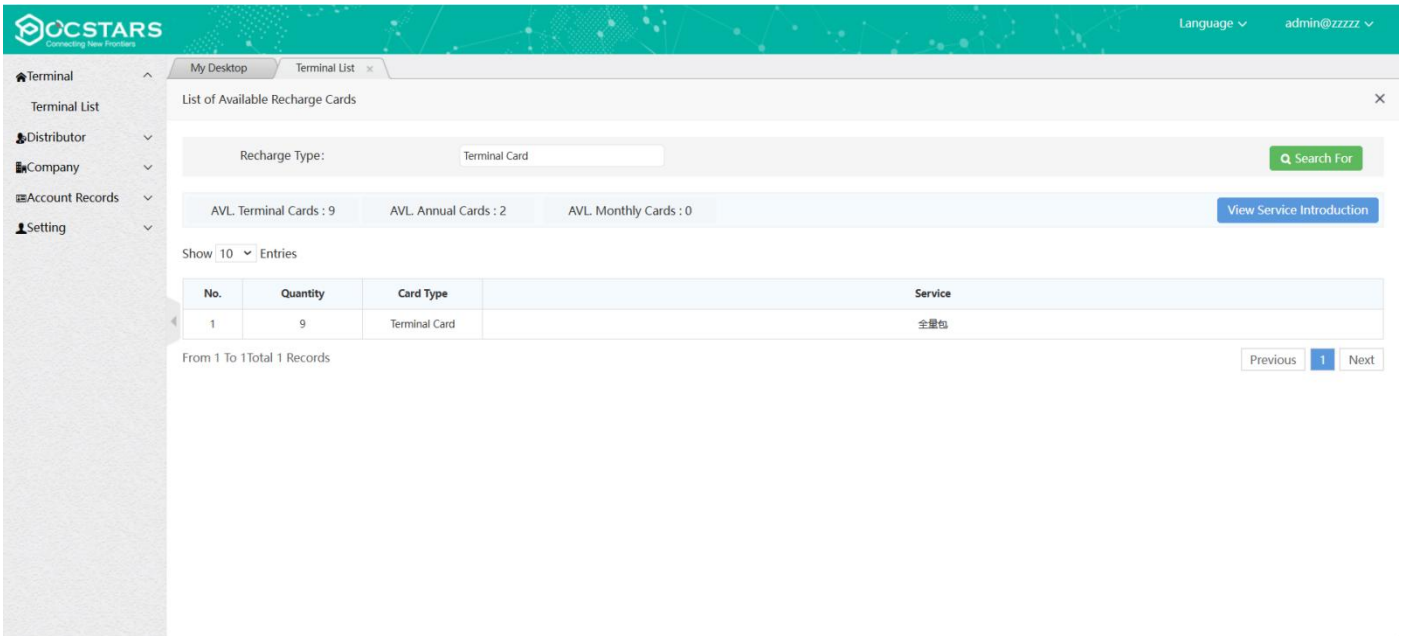 POCSTARS
Connecting New Frontiers
Language
admin@zzzzz
Terminal
Terminal List
Distributor
Company
Account Records
Setting
My Desktop
Terminal List ×
List of Available Recharge Cards
×
Recharge Type:
Terminal Card
Search For
AVL. Terminal Cards : 9
AVL. Annual Cards : 2
AVL. Monthly Cards : 0
View Service Introduction
Show 10 Entries
No. Quantity Card Type Service
1 9 Terminal Card 全量包
From 1 To 1Total 1 Records
Previous 1 Next